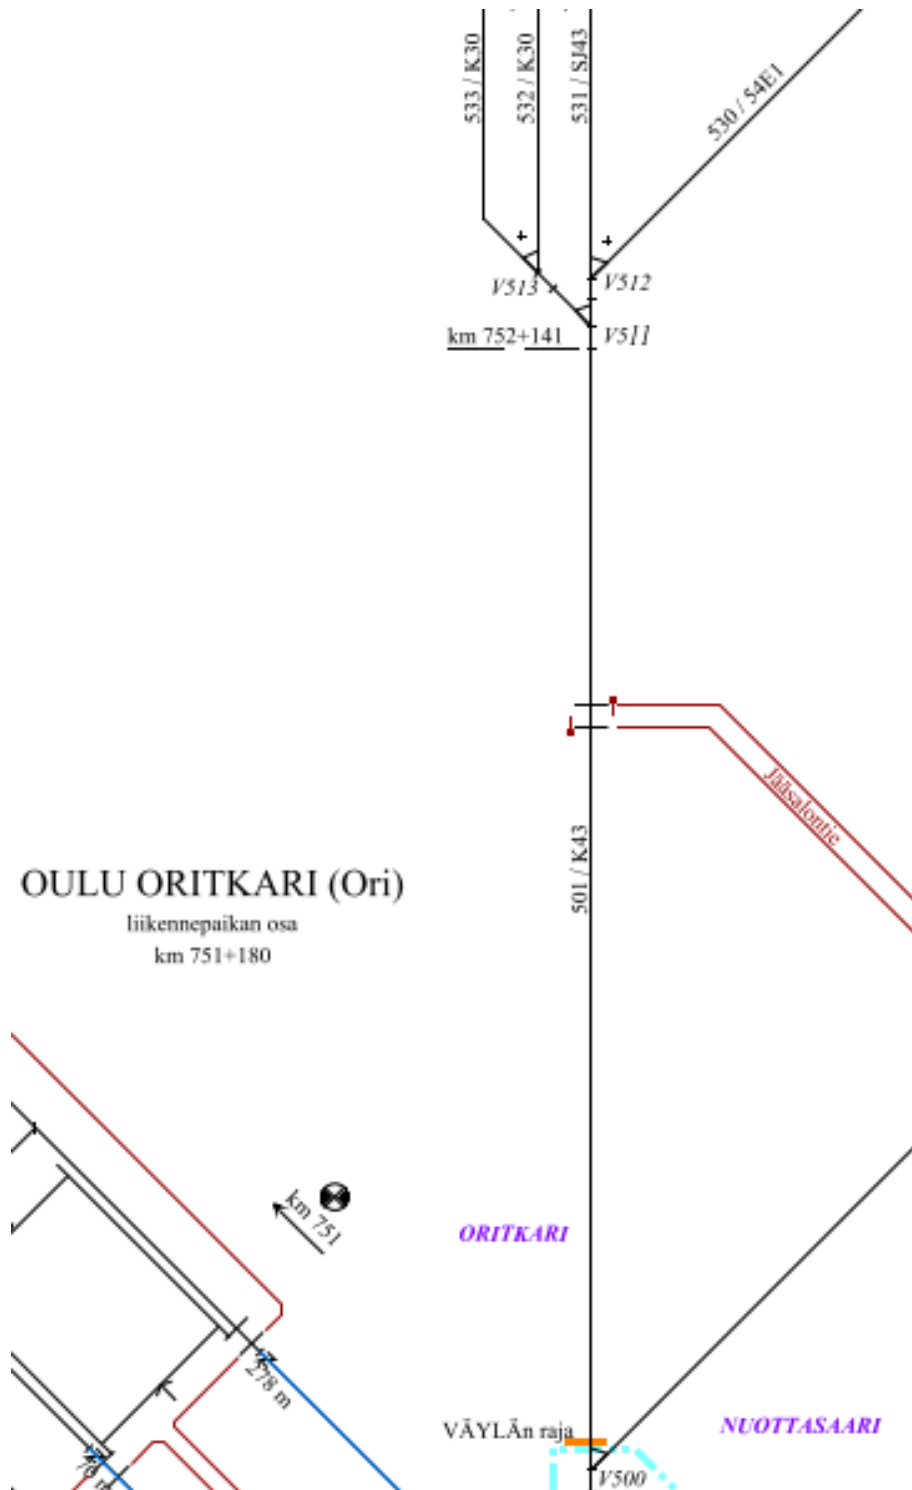 533 / K30
532 / K30
531 / SJ43
530 / 54E1
V513
V512
km 752+141
V511
Jääsalontie
501 / K43
OULU ORITKARI (Ori)
liikennepaikan osa
km 751+180
km 751
ORITKARI
278 m
VÄYLÄn raja
NUOTTASAARI
V500